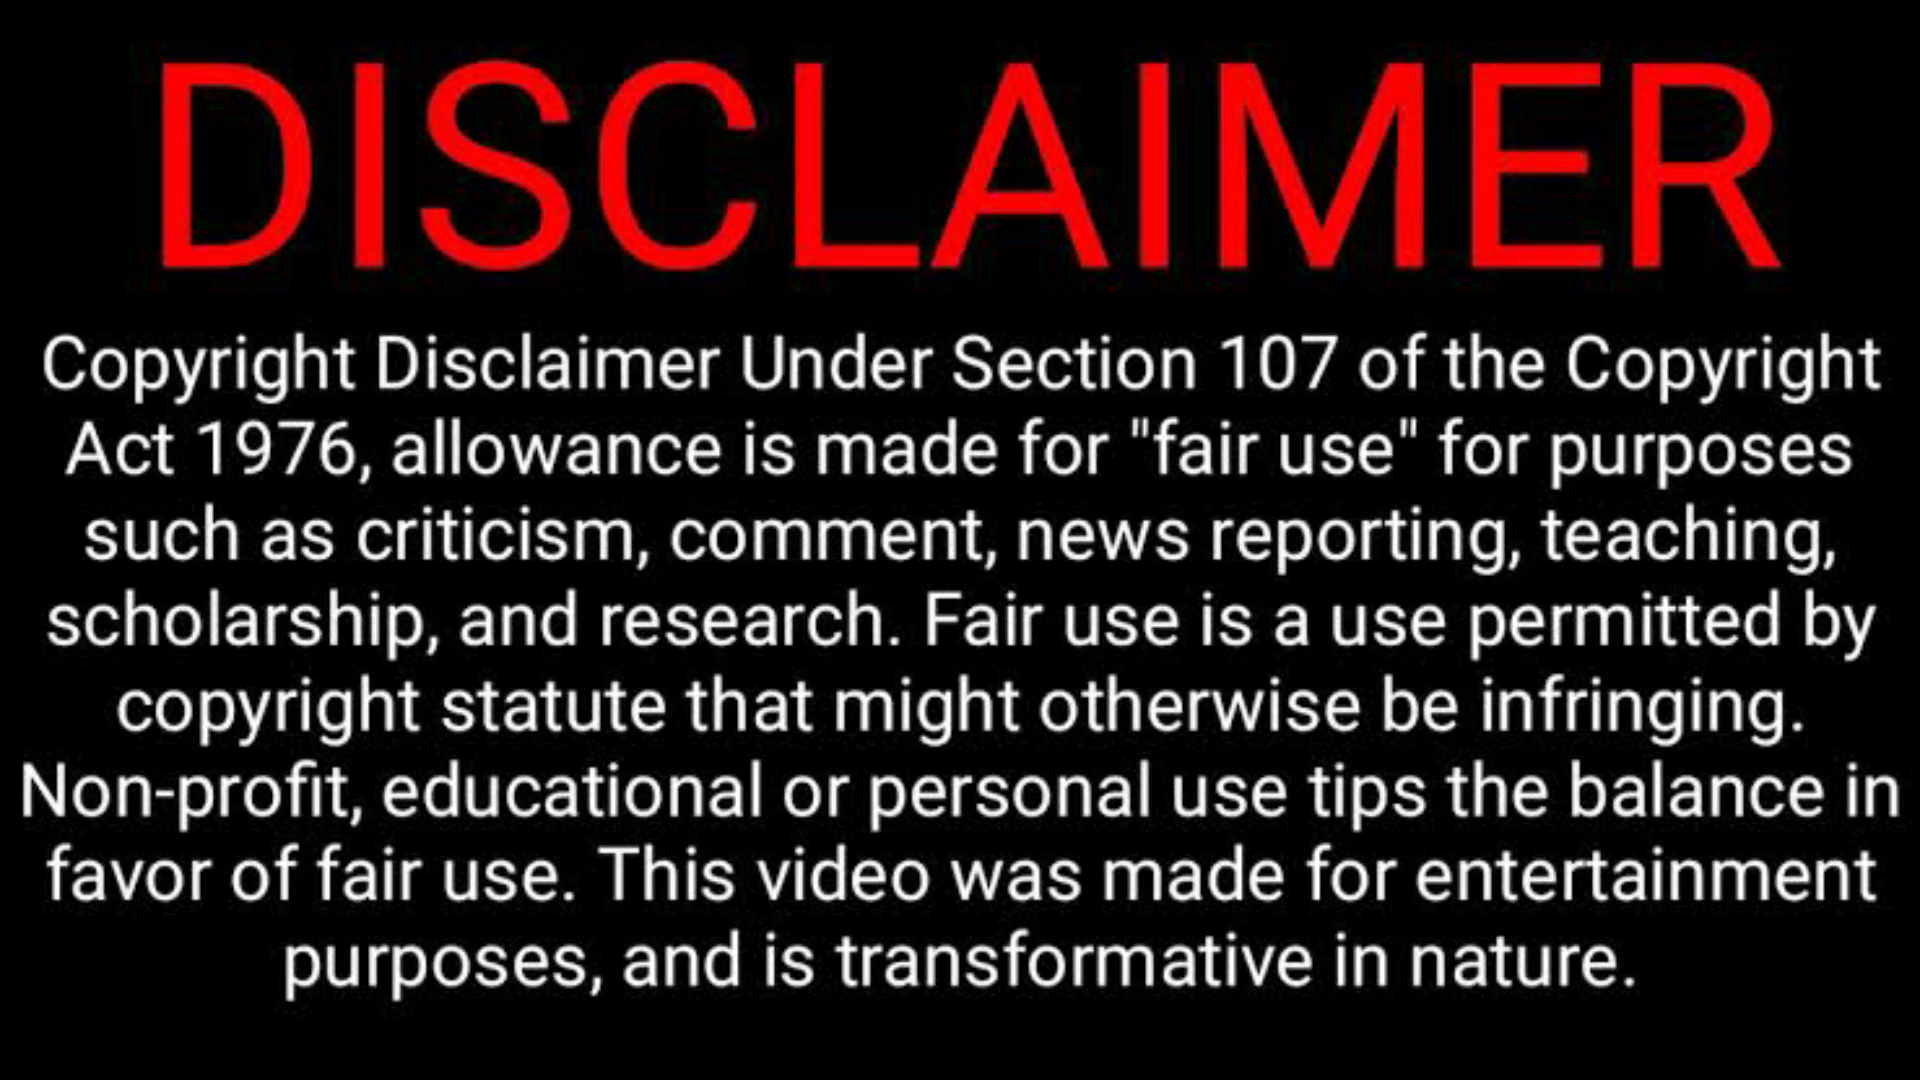 DISCLAIMER
Copyright Disclaimer Under Section 107 of the Copyright
Act 1976, allowance is made for "fair use" for purposes
such as criticism, comment, news reporting, teaching,
scholarship, and research. Fair use is a use permitted by
copyright statute that might otherwise be infringing.
Non-profit, educational or personal use tips the balance in
favor of fair use. This video was made for entertainment
purposes, and is transformative in nature.